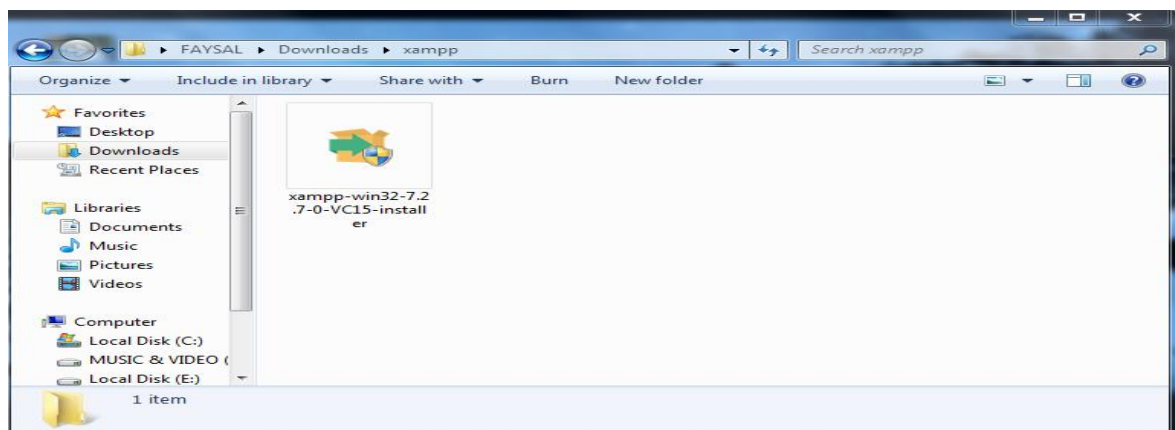 FAYSAL Downloads xampp
Search xampp
Organize Include in library Share with Burn New folder
Favorites
Desktop
Downloads
Recent Places
Libraries
Documents
Music
Pictures
Videos
Computer
Local Disk (C:)
MUSIC & VIDEO (
Local Disk (E:)
xampp-win32-7.2
.7-0-VC15-install
er
1 item